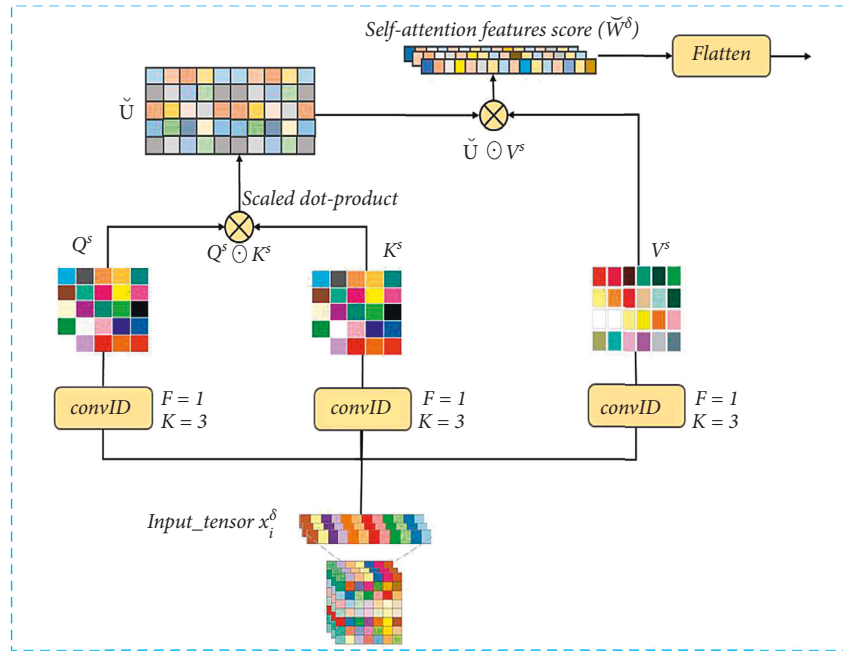 Self-attention features score (W̆^δ)
Flatten
Ŭ
Ŭ ⊙ V^s
Scaled dot-product
Q^s ⊙ K^s
Q^s
K^s
V^s
convID
F = 1
K = 3
convID
F = 1
K = 3
convID
F = 1
K = 3
Input_tensor x_i^δ